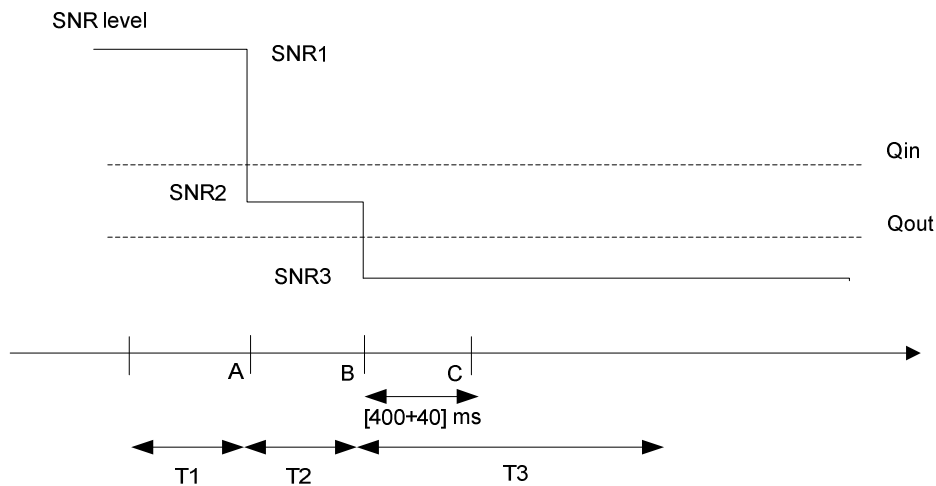 SNR level
SNR1
Qin
SNR2
Qout
SNR3
A
B
C
[400+40] ms
T1
T2
T3